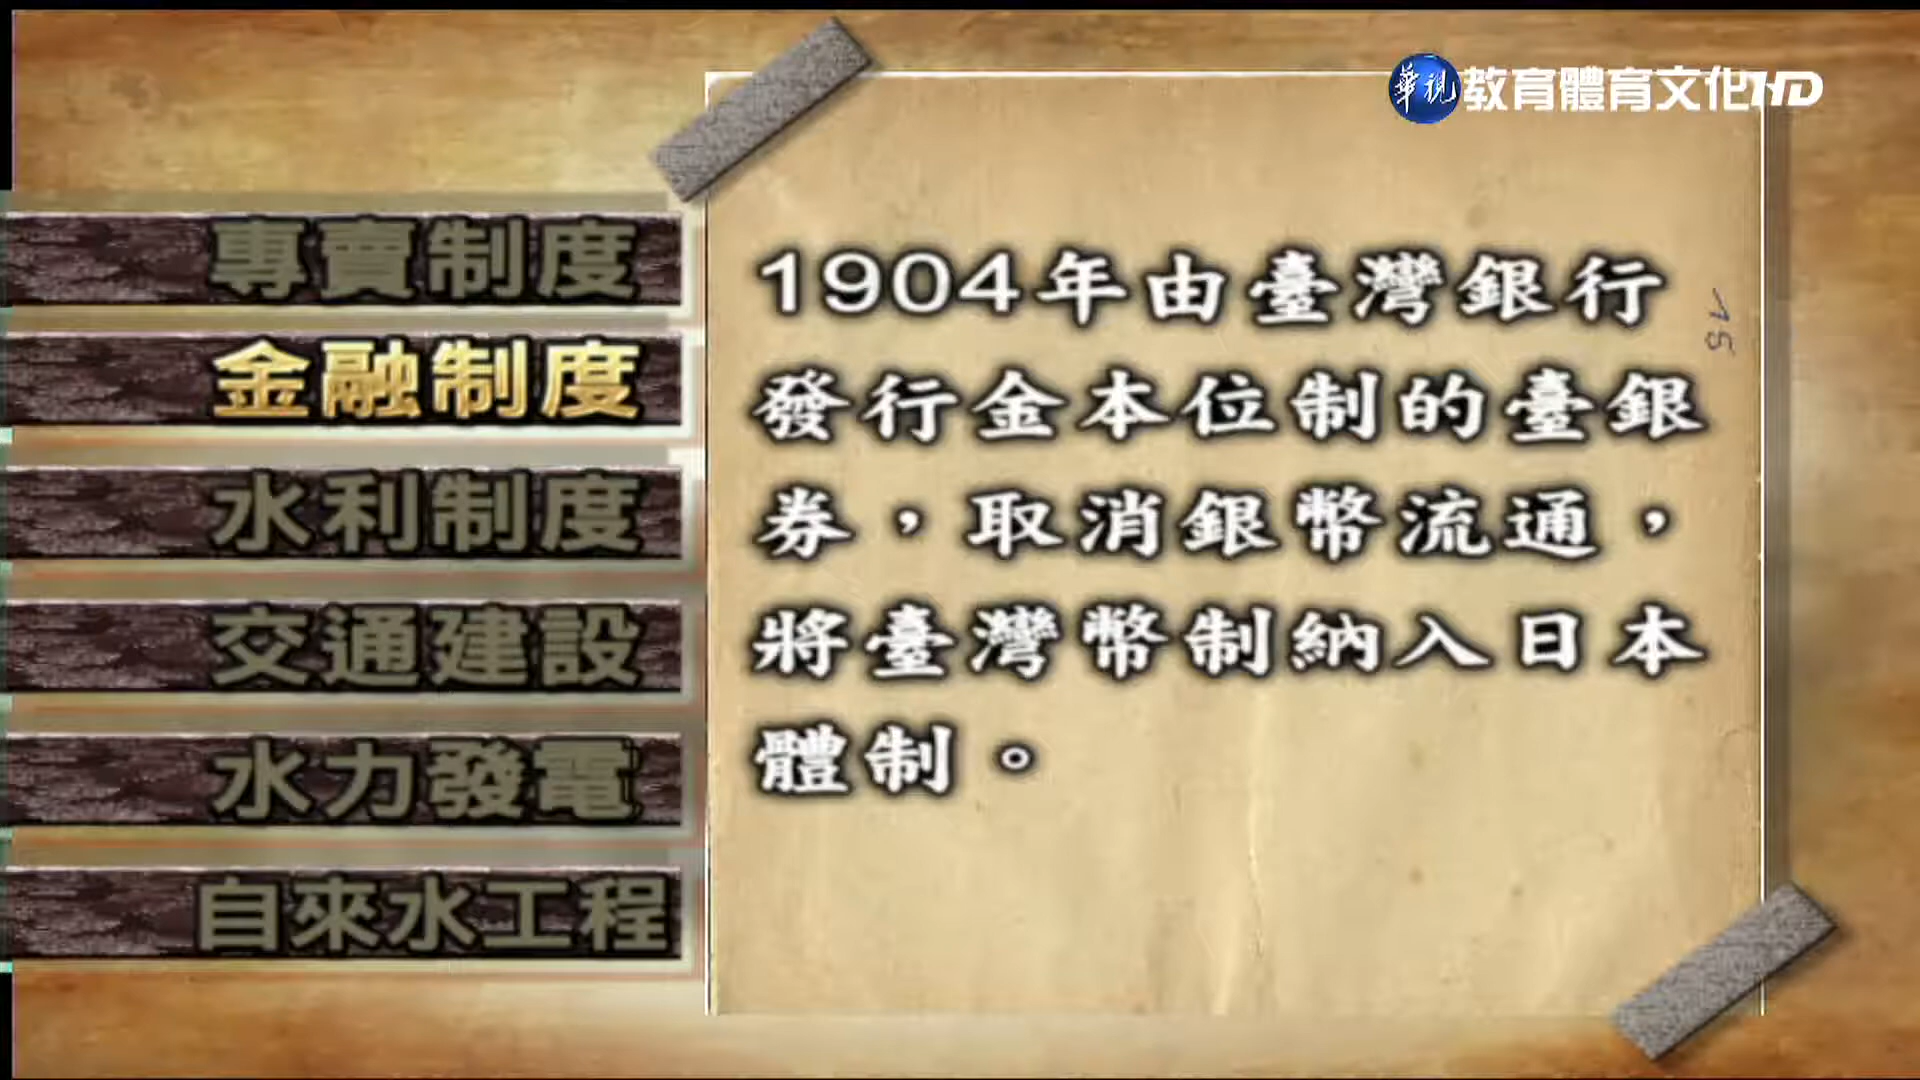 華視 教育體育文化HD
專賣制度
金融制度
水利制度
交通建設
水力發電
自來水工程
1904年由臺灣銀行
發行金本位制的臺銀
券，取消銀幣流通，
將臺灣幣制納入日本
體制。
15